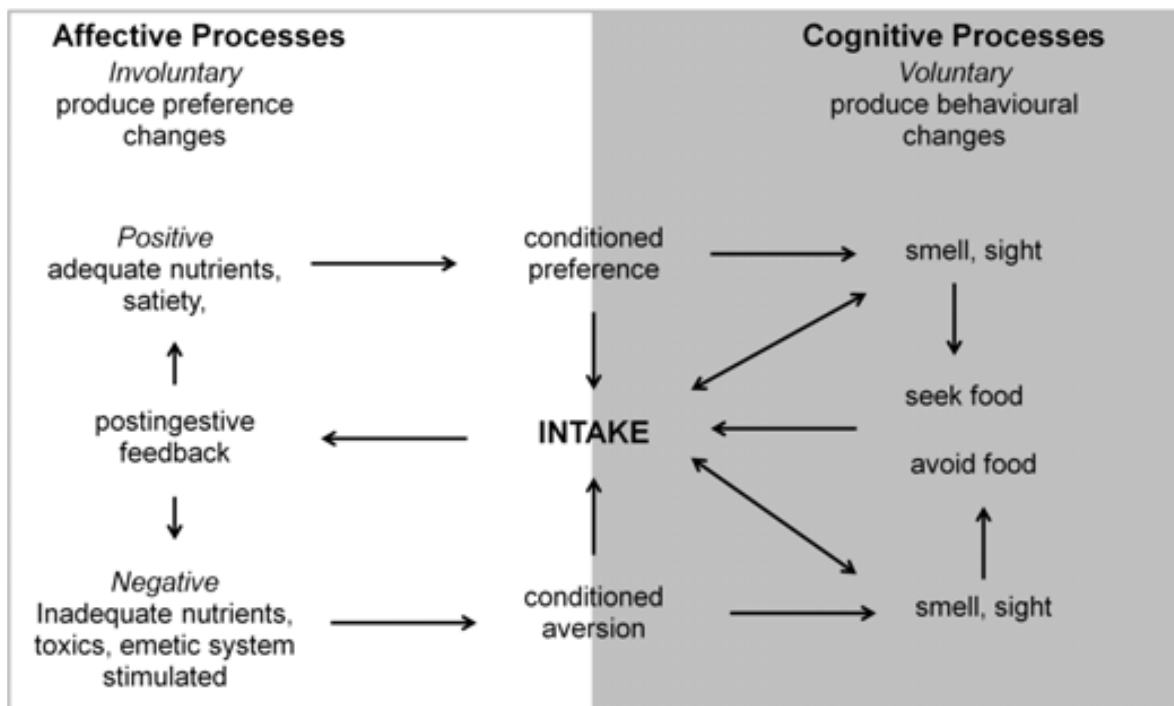 Affective Processes
Involuntary
produce preference
changes
Cognitive Processes
Voluntary
produce behavioural
changes
Positive
adequate nutrients,
satiety,
conditioned
preference
smell, sight
postingestive
feedback
INTAKE
seek food
avoid food
Negative
Inadequate nutrients,
toxics, emetic system
stimulated
conditioned
aversion
smell, sight